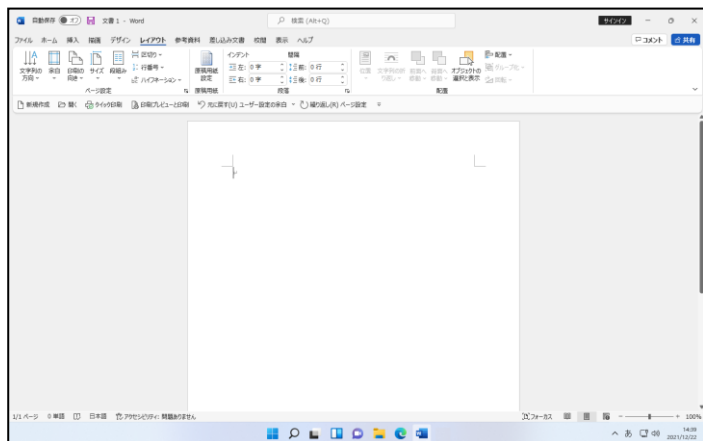 自動保存 オフ 文書 1 - Word 検索 (Alt+Q) サインイン
ファイル ホーム 挿入 描画 デザイン レイアウト 参考資料 差し込み文書 校閲 表示 ヘルプ コメント 共有
文字列の方向 余白 印刷の向き サイズ 段組み 区切り 行番号 ハイフネーション
ページ設定
原稿用紙設定
原稿用紙
インデント 間隔
左: 0 字 前: 0 行
右: 0 字 後: 0 行
段落
位置 文字列の折り返し 前面へ移動 背面へ移動 オブジェクトの選択と表示 配置 グループ化 回転
配置
新規作成 開く クイック印刷 印刷プレビューと印刷 元に戻す(U) ユーザー設定の余白 繰り返し(R) ページ設定
1/1 ページ 0 単語 日本語 アクセシビリティ: 問題ありません フォーカス 100%
あ 14:39
2021/12/22